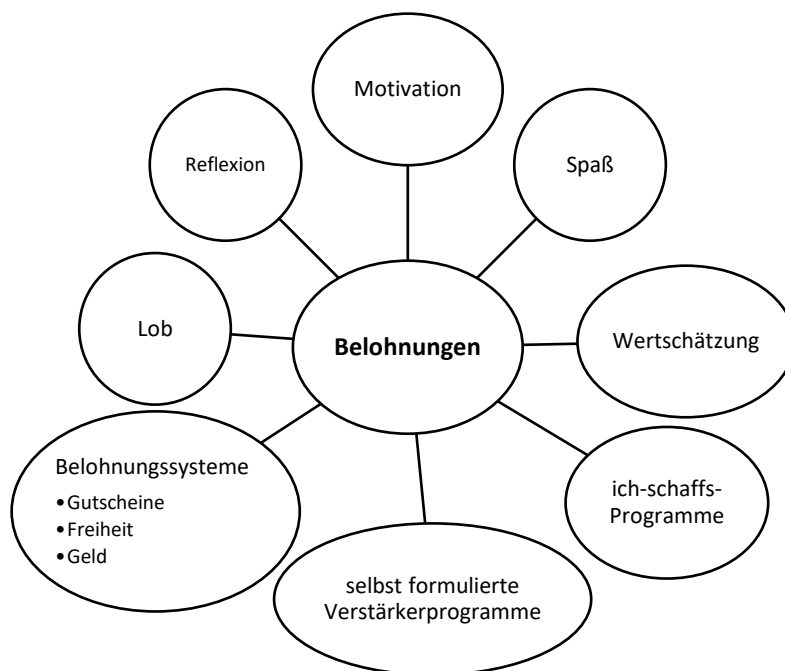 Motivation
Reflexion
Spaß
Lob
Belohnungen
Wertschätzung
Belohnungssysteme
•Gutscheine
•Freiheit
•Geld
ich-schaffs-
Programme
selbst formulierte
Verstärkerprogramme